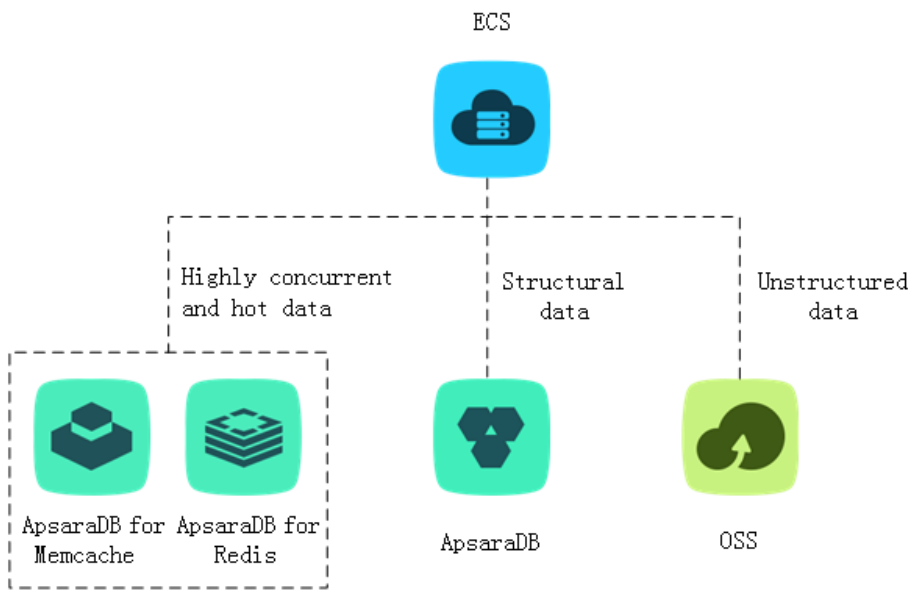 ECS
Highly concurrent
and hot data
Structural
data
Unstructured
data
ApsaraDB for
Memcache
ApsaraDB for
Redis
ApsaraDB
OSS